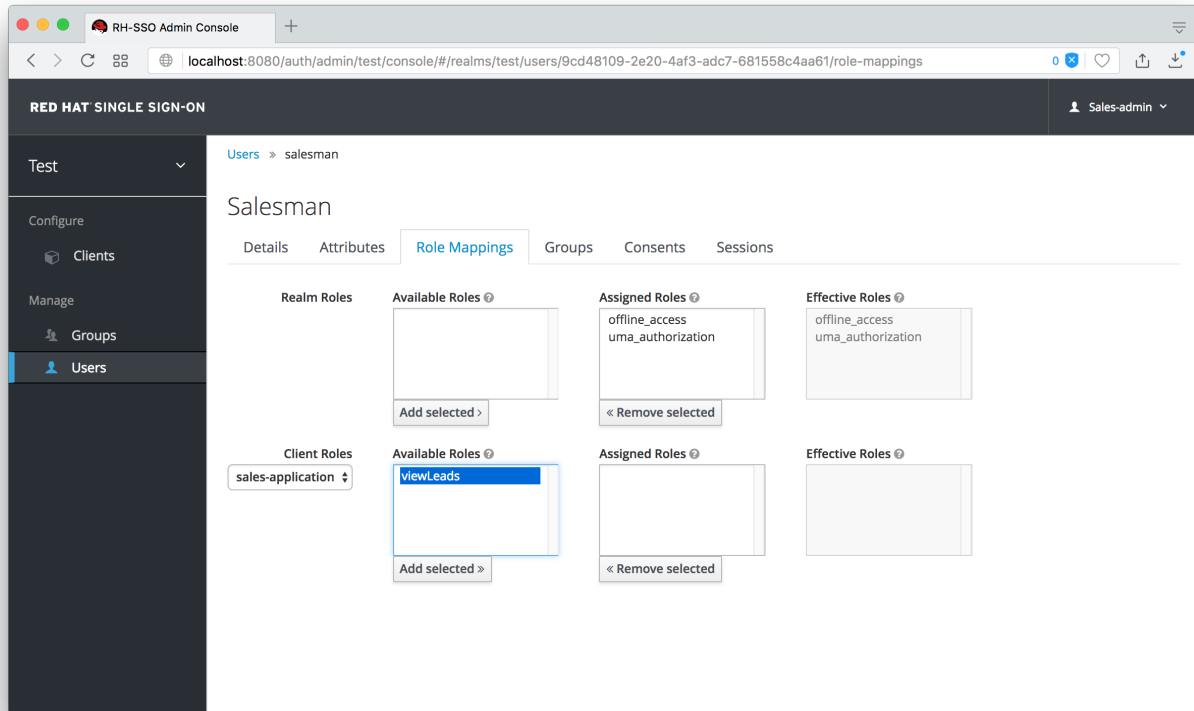 RH-SSO Admin Console
localhost:8080/auth/admin/test/console/#/realms/test/users/9cd48109-2e20-4af3-adc7-681558c4aa61/role-mappings
0
RED HAT SINGLE SIGN-ON
Sales-admin
Test
Configure
Clients
Manage
Groups
Users
Users » salesman
Salesman
Details Attributes Role Mappings Groups Consents Sessions
Realm Roles Available Roles Assigned Roles Effective Roles
offline_access offline_access
uma_authorization uma_authorization
Add selected › « Remove selected
Client Roles Available Roles Assigned Roles Effective Roles
sales-application viewLeads
Add selected » « Remove selected